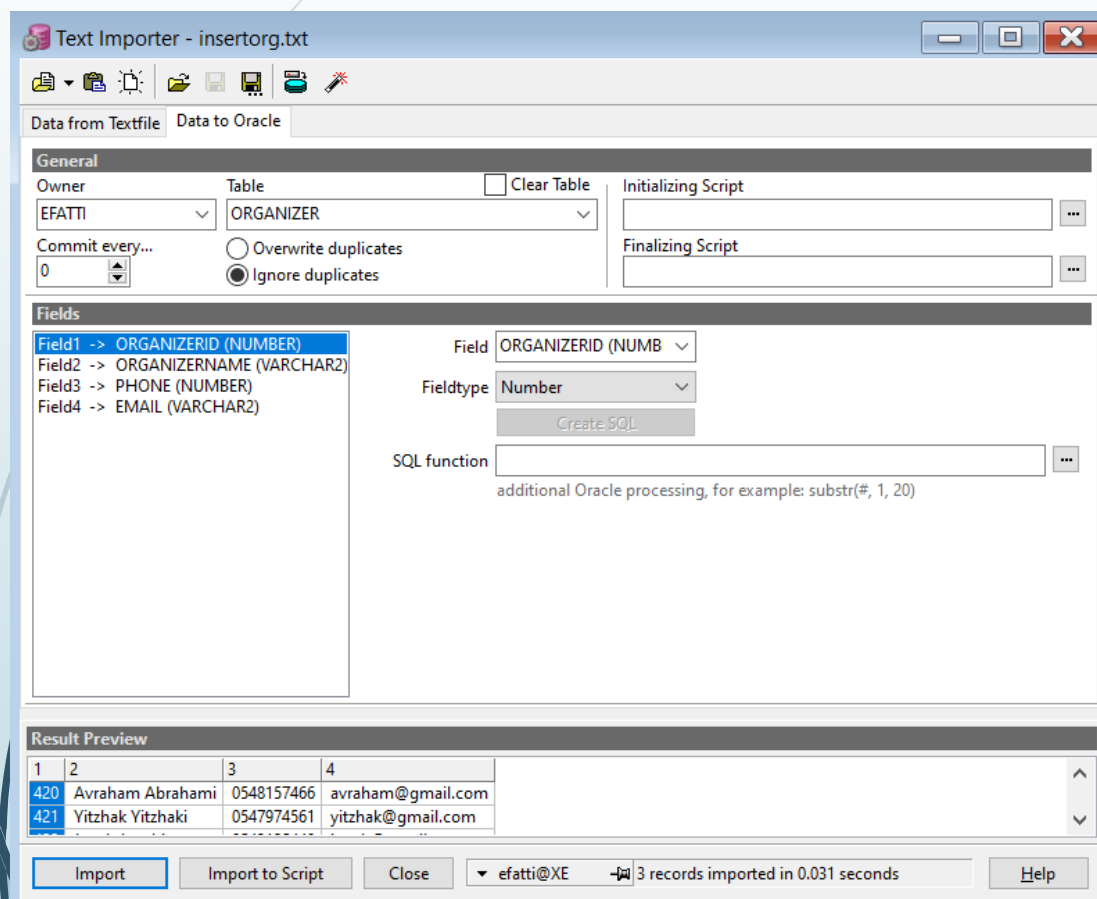 Text Importer - insertorg.txt
Data from Textfile Data to Oracle
General
Owner Table Clear Table Initializing Script
EFATTI ORGANIZER ...
Commit every... Overwrite duplicates Finalizing Script
0 Ignore duplicates ...
Fields
Field1 -> ORGANIZERID (NUMBER)
Field2 -> ORGANIZERNAME (VARCHAR2)
Field3 -> PHONE (NUMBER)
Field4 -> EMAIL (VARCHAR2)
Field ORGANIZERID (NUMB
Fieldtype Number
Create SQL
SQL function ...
additional Oracle processing, for example: substr(#, 1, 20)
Result Preview
1 2 3 4
420 Avraham Abrahami 0548157466 avraham@gmail.com
421 Yitzhak Yitzhaki 0547974561 yitzhak@gmail.com
Import Import to Script Close efatti@XE 3 records imported in 0.031 seconds Help